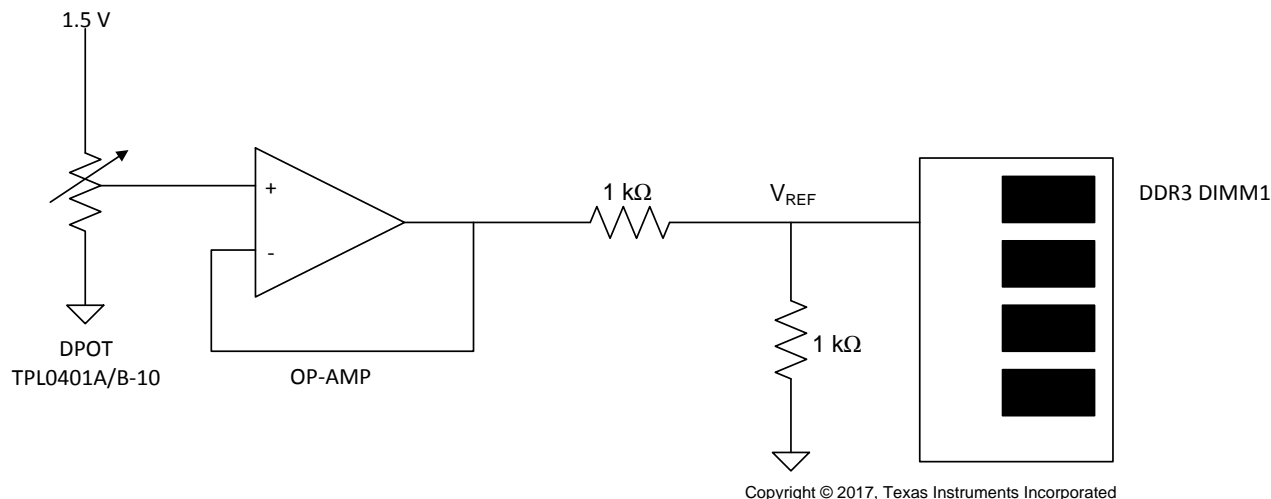 1.5 V
+
-
DPOT
TPL0401A/B-10
OP-AMP
1 kΩ
VREF
1 kΩ
DDR3 DIMM1
Copyright © 2017, Texas Instruments Incorporated